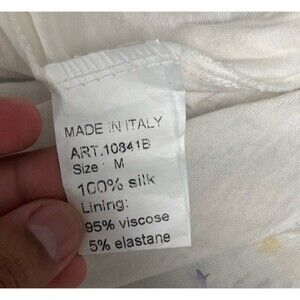 MADE IN ITALY
ART.10841B
Size : M
100% silk
Lining:
95% viscose
5% elastane